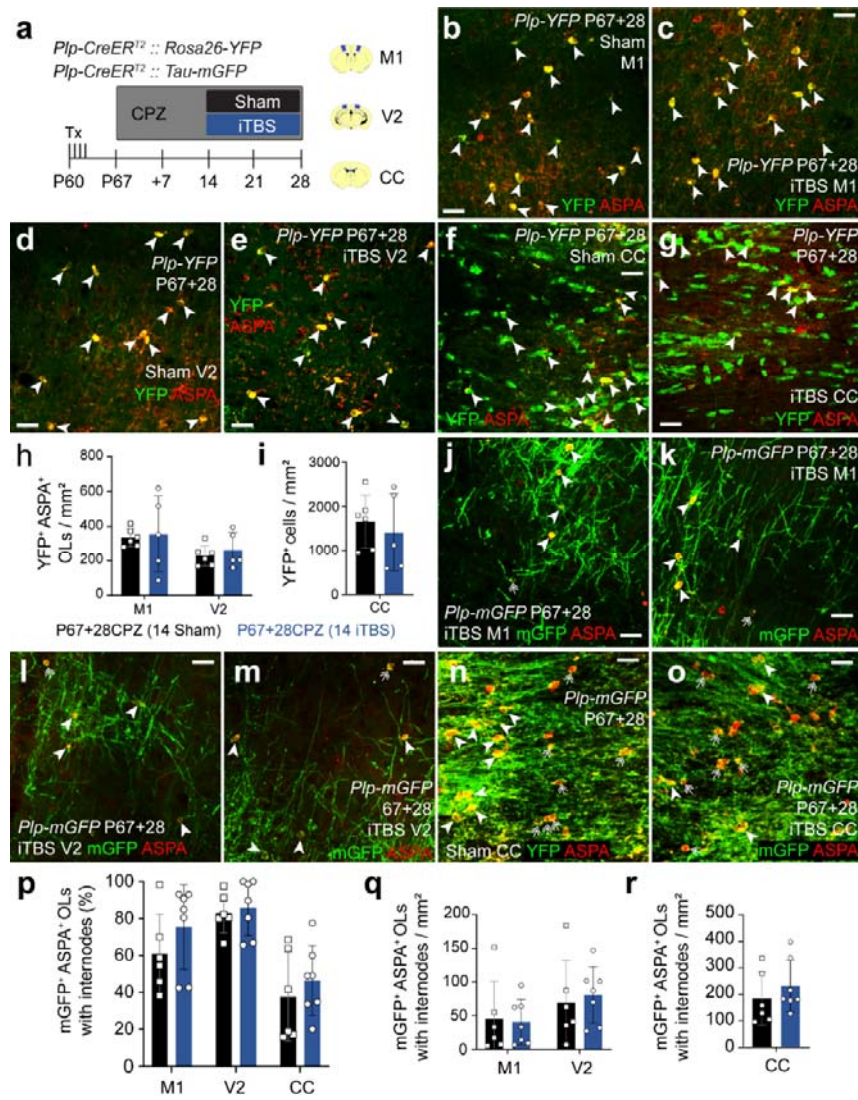 a
Plp-CreERT2 :: Rosa26-YFP
Plp-CreERT2 :: Tau-mGFP
Tx
CPZ
Sham
iTBS
P60
P67
+7
14
21
28
M1
V2
CC
b
Plp-YFP P67+28
Sham
M1
YFP ASPA
c
Plp-YFP P67+28
iTBS M1
YFP ASPA
d
Plp-YFP
P67+28
Sham V2
YFP ASPA
e
Plp-YFP P67+28
iTBS V2
YFP
ASPA
f
Plp-YFP P67+28
Sham CC
YFP ASPA
g
Plp-YFP
P67+28
iTBS CC
YFP ASPA
h
YFP+ ASPA+
OLs / mm²
800
600
400
200
0
M1
V2
i
YFP+ cells / mm²
3000
2000
1000
0
CC
P67+28CPZ (14 Sham)
P67+28CPZ (14 iTBS)
j
Plp-mGFP P67+28
iTBS M1 mGFP ASPA
k
Plp-mGFP P67+28
iTBS M1
mGFP ASPA
l
Plp-mGFP P67+28
iTBS V2 mGFP ASPA
m
Plp-mGFP
67+28
iTBS V2
mGFP ASPA
n
Plp-mGFP
P67+28
Sham CC YFP ASPA
o
Plp-mGFP
P67+28
iTBS CC
mGFP ASPA
p
mGFP+ ASPA+ OLs
with internodes (%)
100
80
60
40
20
0
M1
V2
CC
q
mGFP+ ASPA+ OLs
with internodes / mm²
200
150
100
50
0
M1
V2
r
mGFP+ ASPA+ OLs
with internodes / mm²
500
400
300
200
100
0
CC